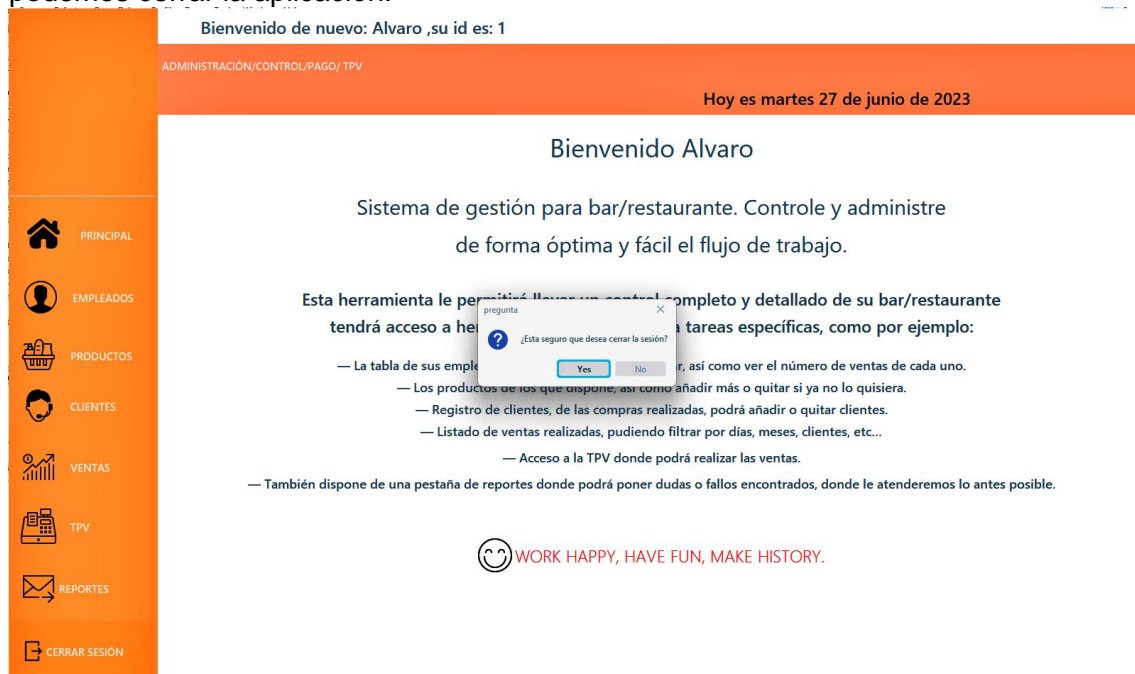 podemos cerrar la aplicación.
Bienvenido de nuevo: Alvaro ,su id es: 1
ADMINISTRACIÓN/CONTROL/PAGO/ TPV
Hoy es martes 27 de junio de 2023
Bienvenido Alvaro
Sistema de gestión para bar/restaurante. Controle y administre
de forma óptima y fácil el flujo de trabajo.
PRINCIPAL
EMPLEADOS
PRODUCTOS
CLIENTES
VENTAS
TPV
REPORTES
CERRAR SESIÓN
Esta herramienta le permitirá llevar un control completo y detallado de su bar/restaurante
tendrá acceso a her a tareas específicas, como por ejemplo:
pregunta
¿Esta seguro que desea cerrar la sesión?
Yes No
— La tabla de sus emple r, así como ver el número de ventas de cada uno.
— Los productos de los que dispone, así como añadir más o quitar si ya no lo quisiera.
— Registro de clientes, de las compras realizadas, podrá añadir o quitar clientes.
— Listado de ventas realizadas, pudiendo filtrar por días, meses, clientes, etc...
— Acceso a la TPV donde podrá realizar las ventas.
— También dispone de una pestaña de reportes donde podrá poner dudas o fallos encontrados, donde le atenderemos lo antes posible.
WORK HAPPY, HAVE FUN, MAKE HISTORY.